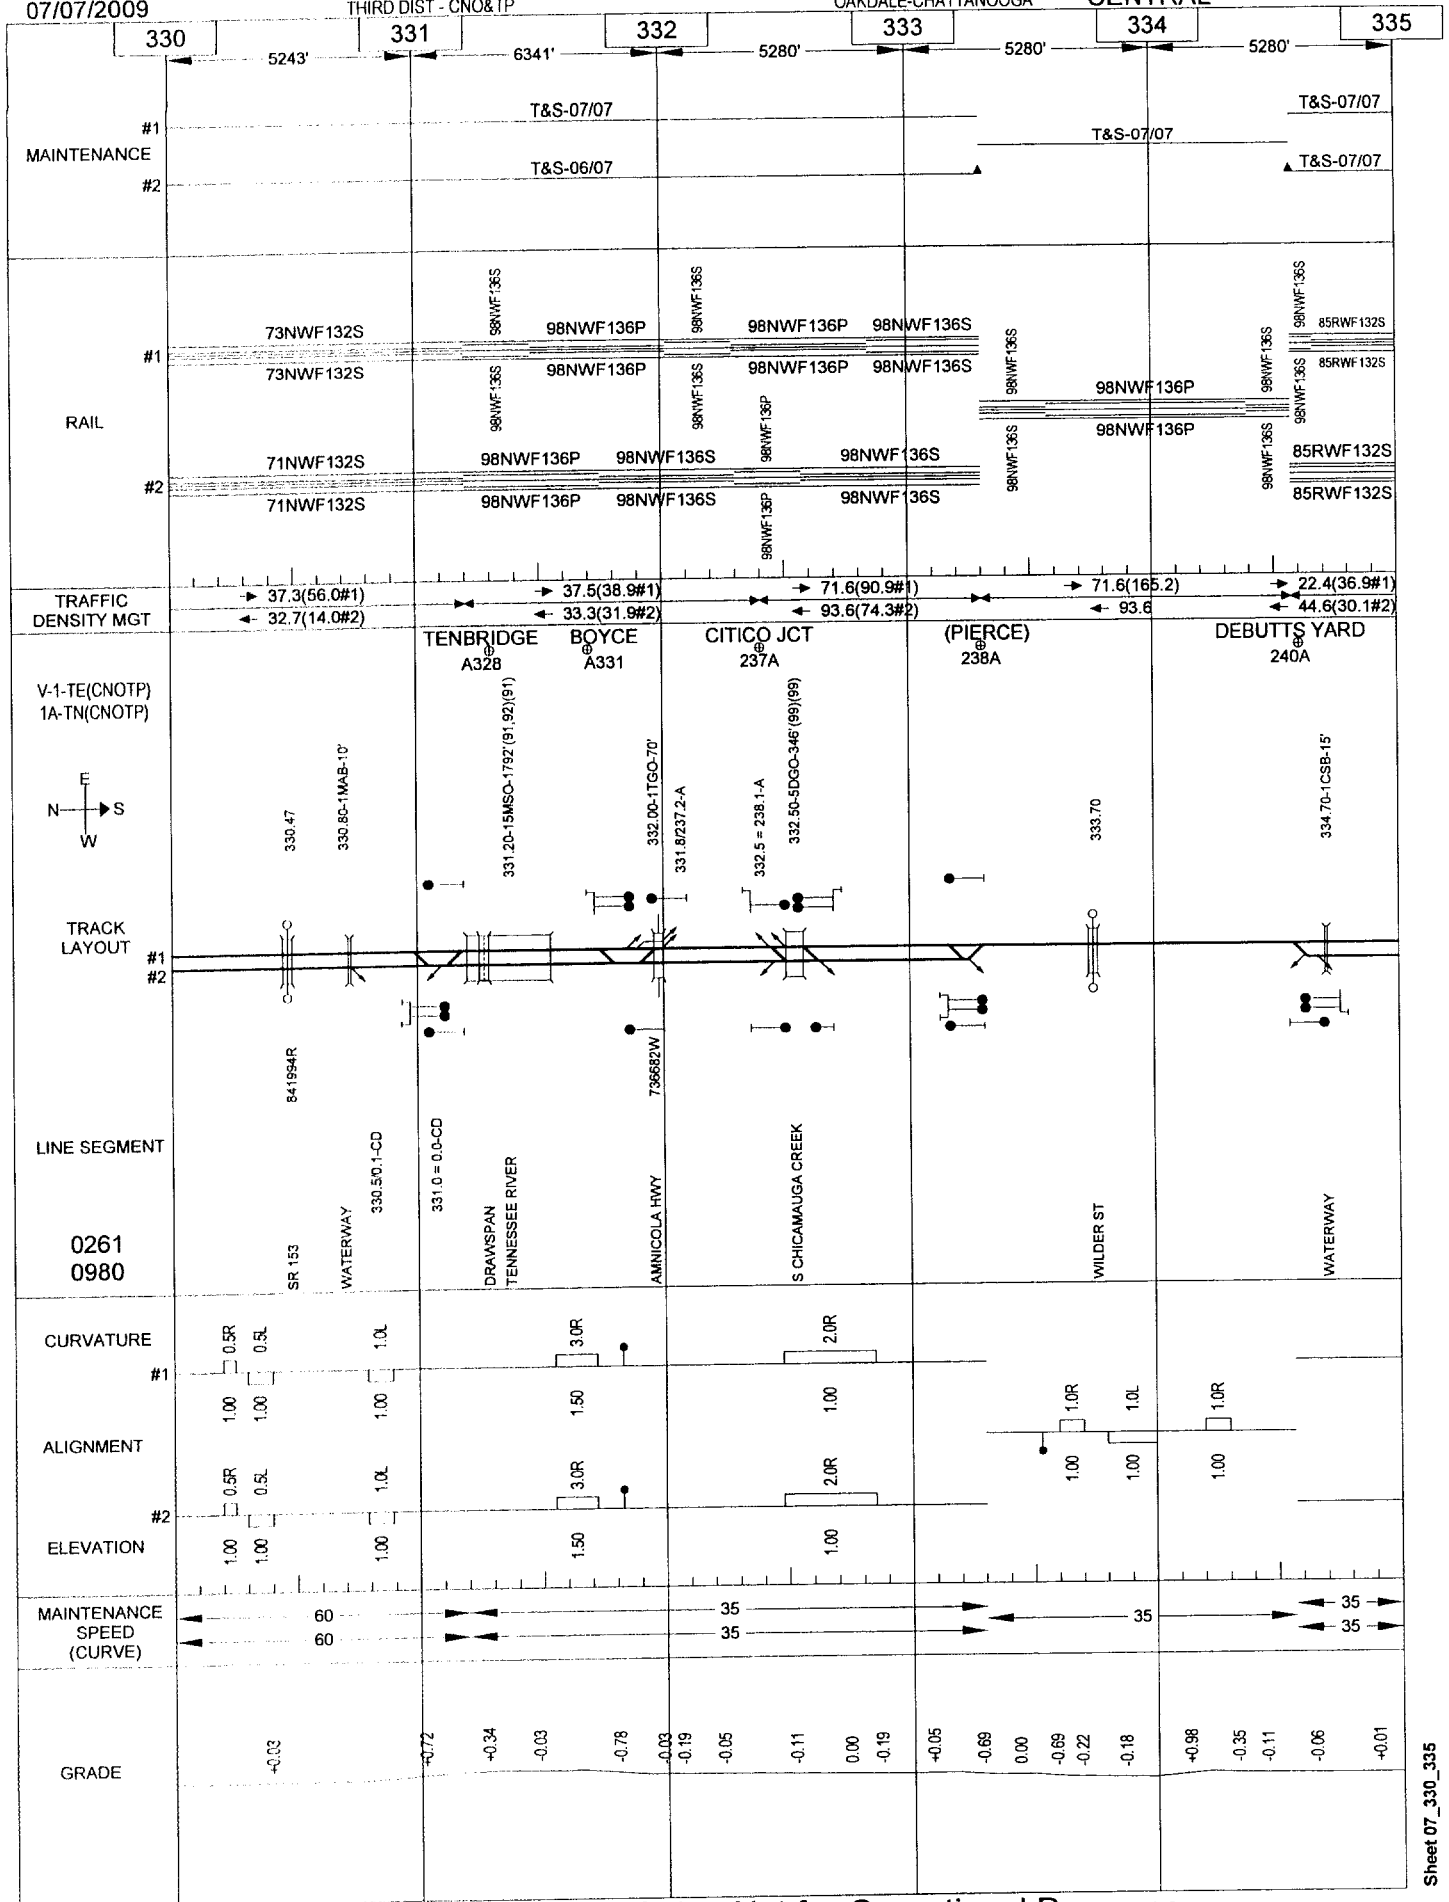 07/07/2009 THIRD DIST - CNO&TP OAKDALE-CHATTANOOGA CENTRAL
330 331 332 333 334 335
5243' 6341' 5280' 5280' 5280'
T&S-07/07 T&S-07/07
#1 T&S-07/07
MAINTENANCE
T&S-06/07 T&S-07/07
#2
98NWF136S 98NWF136S 98NWF136S
73NWF132S 98NWF136P 98NWF136P 98NWF136S 85RWF132S
#1
73NWF132S 98NWF136P 98NWF136P 98NWF136S 85RWF132S
98NWF136S 98NWF136S 98NWF136P 98NWF136S 98NWF136S 98NWF136S
98NWF136P
RAIL
98NWF136P
71NWF132S 98NWF136P 98NWF136S 98NWF136S 85RWF132S
#2
71NWF132S 98NWF136P 98NWF136S 98NWF136S 85RWF132S
98NWF136P 98NWF136S 98NWF136S
TRAFFIC 37.3(56.0#1) 37.5(38.9#1) 71.6(90.9#1) 71.6(165.2) 22.4(36.9#1)
DENSITY MGT 32.7(14.0#2) 33.3(31.9#2) 93.6(74.3#2) 93.6 44.6(30.1#2)
TENBRIDGE BOYCE CITICO JCT (PIERCE) DEBUTTS YARD
A328 A331 237A 238A 240A
V-1-TE(CNOTP)
1A-TN(CNOTP)
E
N S
W
330.47
330.80-1MAB-10'
331.20-15MSO-1792'(91,92)(91)
332.00-1TGO-70'
331.8/237.2-A
332.5 = 238.1-A
332.50-5DGO-346'(99)(99)
333.70
334.70-1CSB-15'
TRACK
LAYOUT
#1
#2
841994R
736682W
LINE SEGMENT
0261
0980
SR 153
WATERWAY
330.5/0.1-CD
331.0 = 0.0-CD
DRAWSPAN
TENNESSEE RIVER
AMNICOLA HWY
S CHICAMAUGA CREEK
WILDER ST
WATERWAY
CURVATURE 0.5R 0.5L 1.0L 3.0R 2.0R
#1
1.00 1.00 1.00 1.50 1.00
1.0R 1.0L 1.0R
ALIGNMENT
1.00 1.00 1.00
0.5R 0.5L 1.0L 3.0R 2.0R
#2
ELEVATION 1.00 1.00 1.00 1.50 1.00
MAINTENANCE
SPEED
(CURVE)
60 35 35
60 35 35 35
GRADE
+0.03 +0.72 +0.34 -0.03 -0.78 -0.03 -0.19 -0.05 -0.11 0.00 -0.19 +0.05 -0.69 0.00 -0.69 -0.22 -0.18 +0.98 -0.35 -0.11 -0.06 +0.01
Sheet 07_330_335